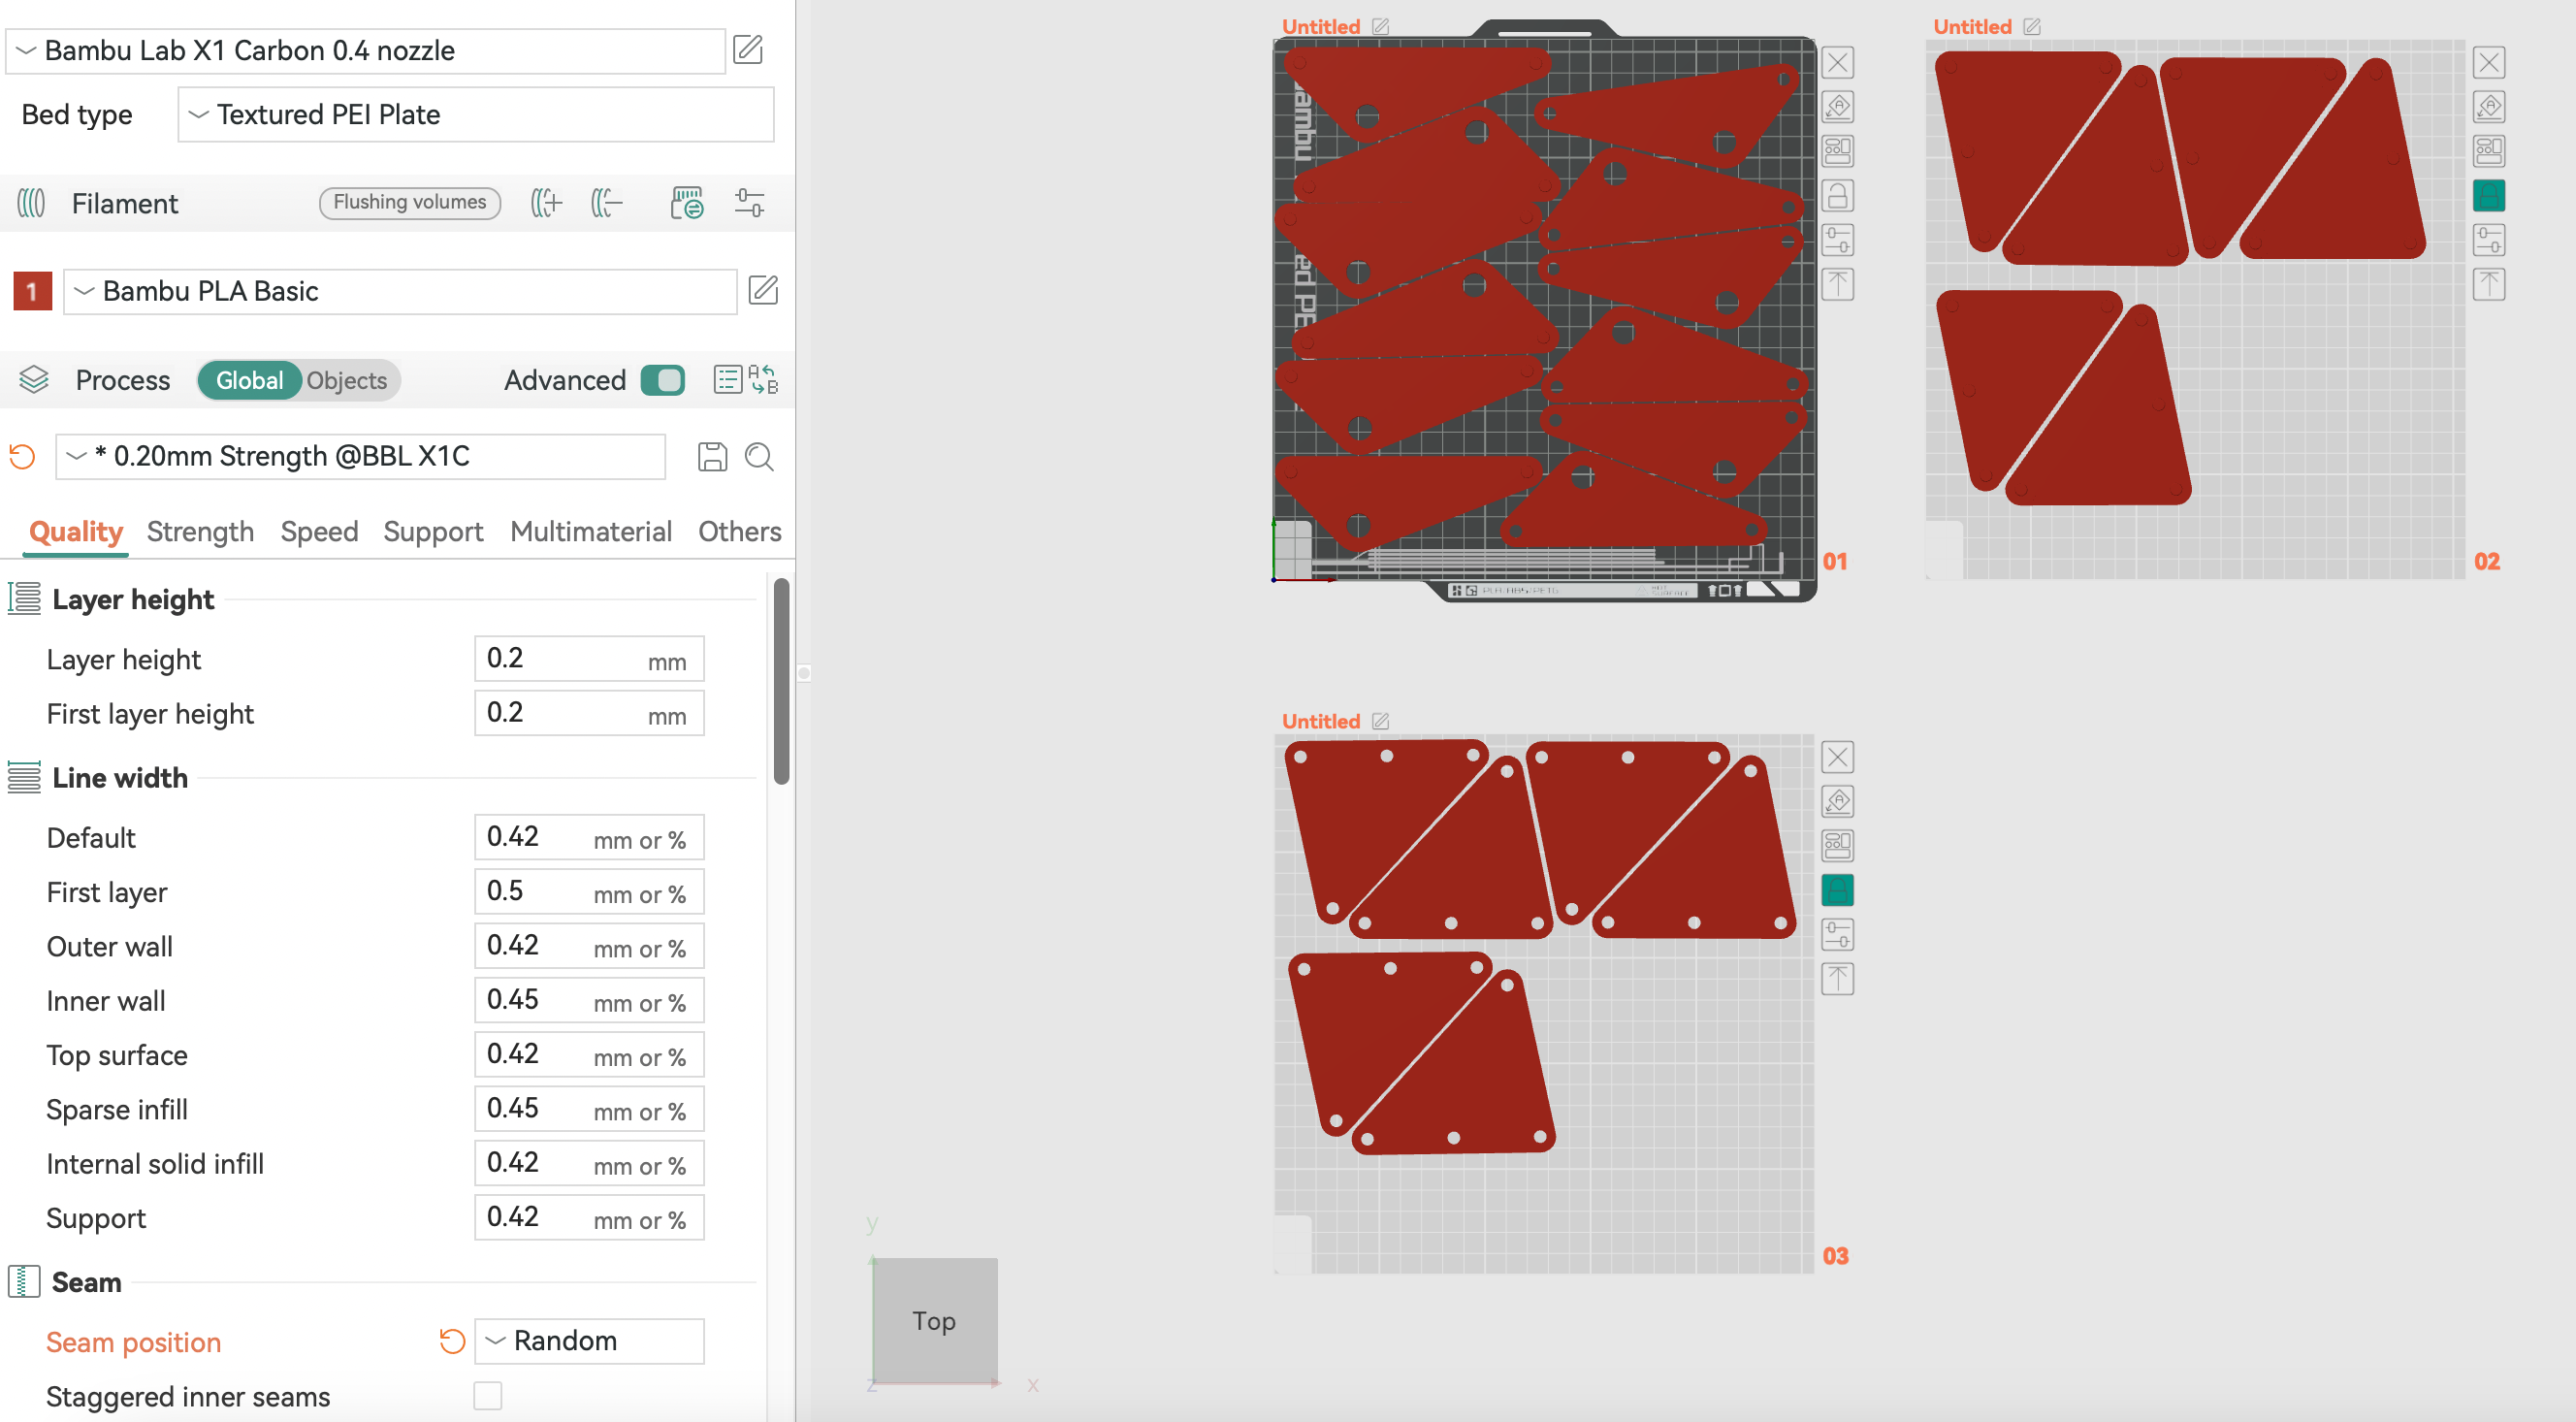 Bambu Lab X1 Carbon 0.4 nozzle
Bed type
Textured PEI Plate
Filament
Flushing volumes
1
Bambu PLA Basic
Process
Global
Objects
Advanced
A
B
* 0.20mm Strength @BBL X1C
Quality
Strength
Speed
Support
Multimaterial
Others
Layer height
Layer height
0.2 mm
First layer height
0.2 mm
Line width
Default
0.42 mm or %
First layer
0.5 mm or %
Outer wall
0.42 mm or %
Inner wall
0.45 mm or %
Top surface
0.42 mm or %
Sparse infill
0.45 mm or %
Internal solid infill
0.42 mm or %
Support
0.42 mm or %
Seam
Seam position
Random
Staggered inner seams
Untitled
01
Untitled
02
Untitled
03
y
Top
z
x